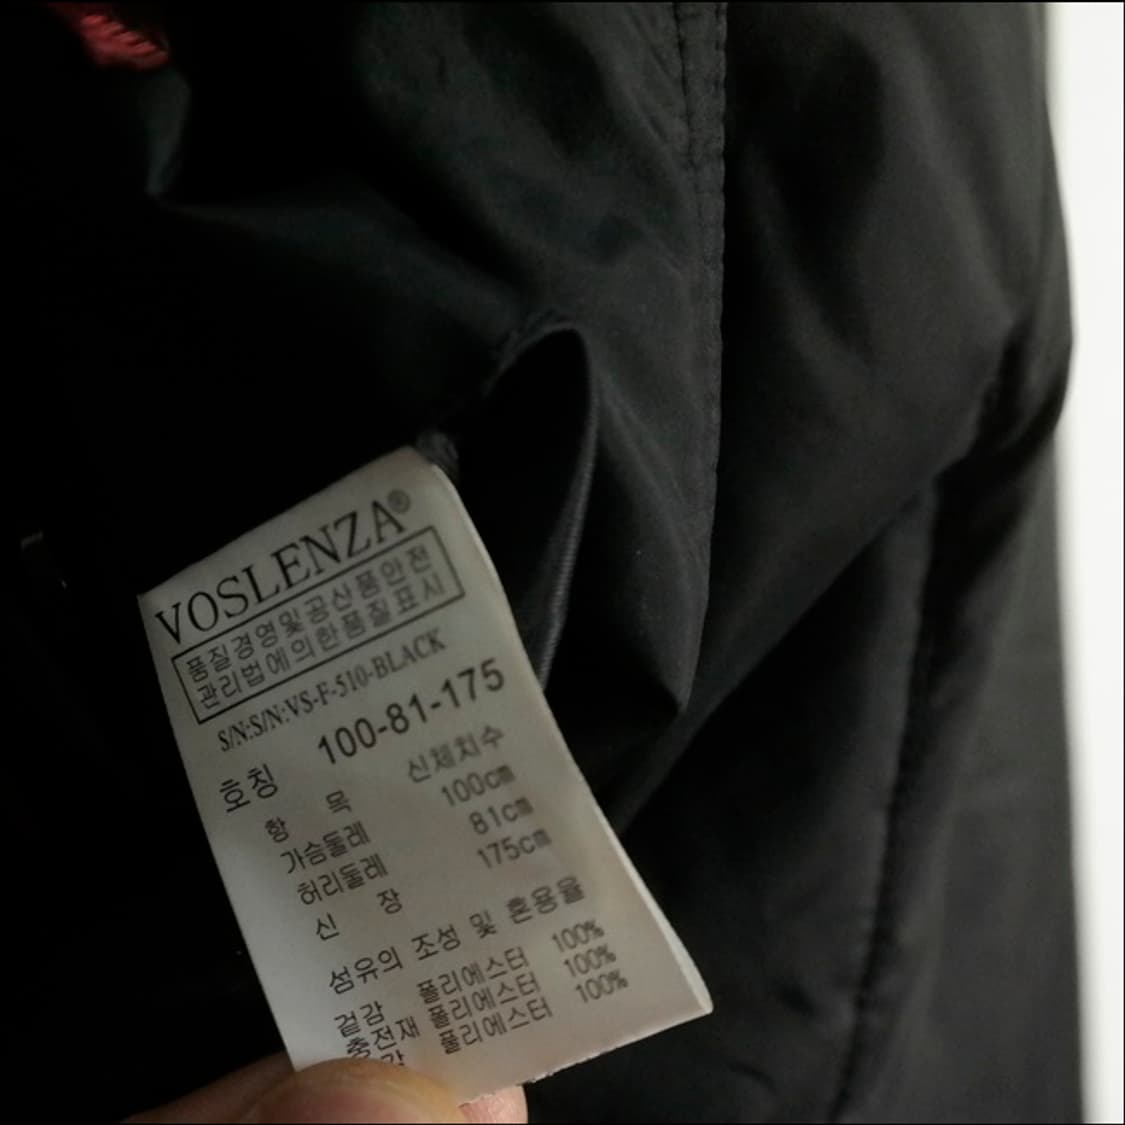 VOSLENZA®
품질경영및공산품안전
관리법에의한품질표시
S/N:S/N:VS-F-510-BLACK
호칭 100-81-175
항 목 신체치수
가슴둘레 100cm
허리둘레 81cm
신 장 175cm
섬유의 조성 및 혼용율
겉감 폴리에스터 100%
충전재 폴리에스터 100%
폴리에스터 100%